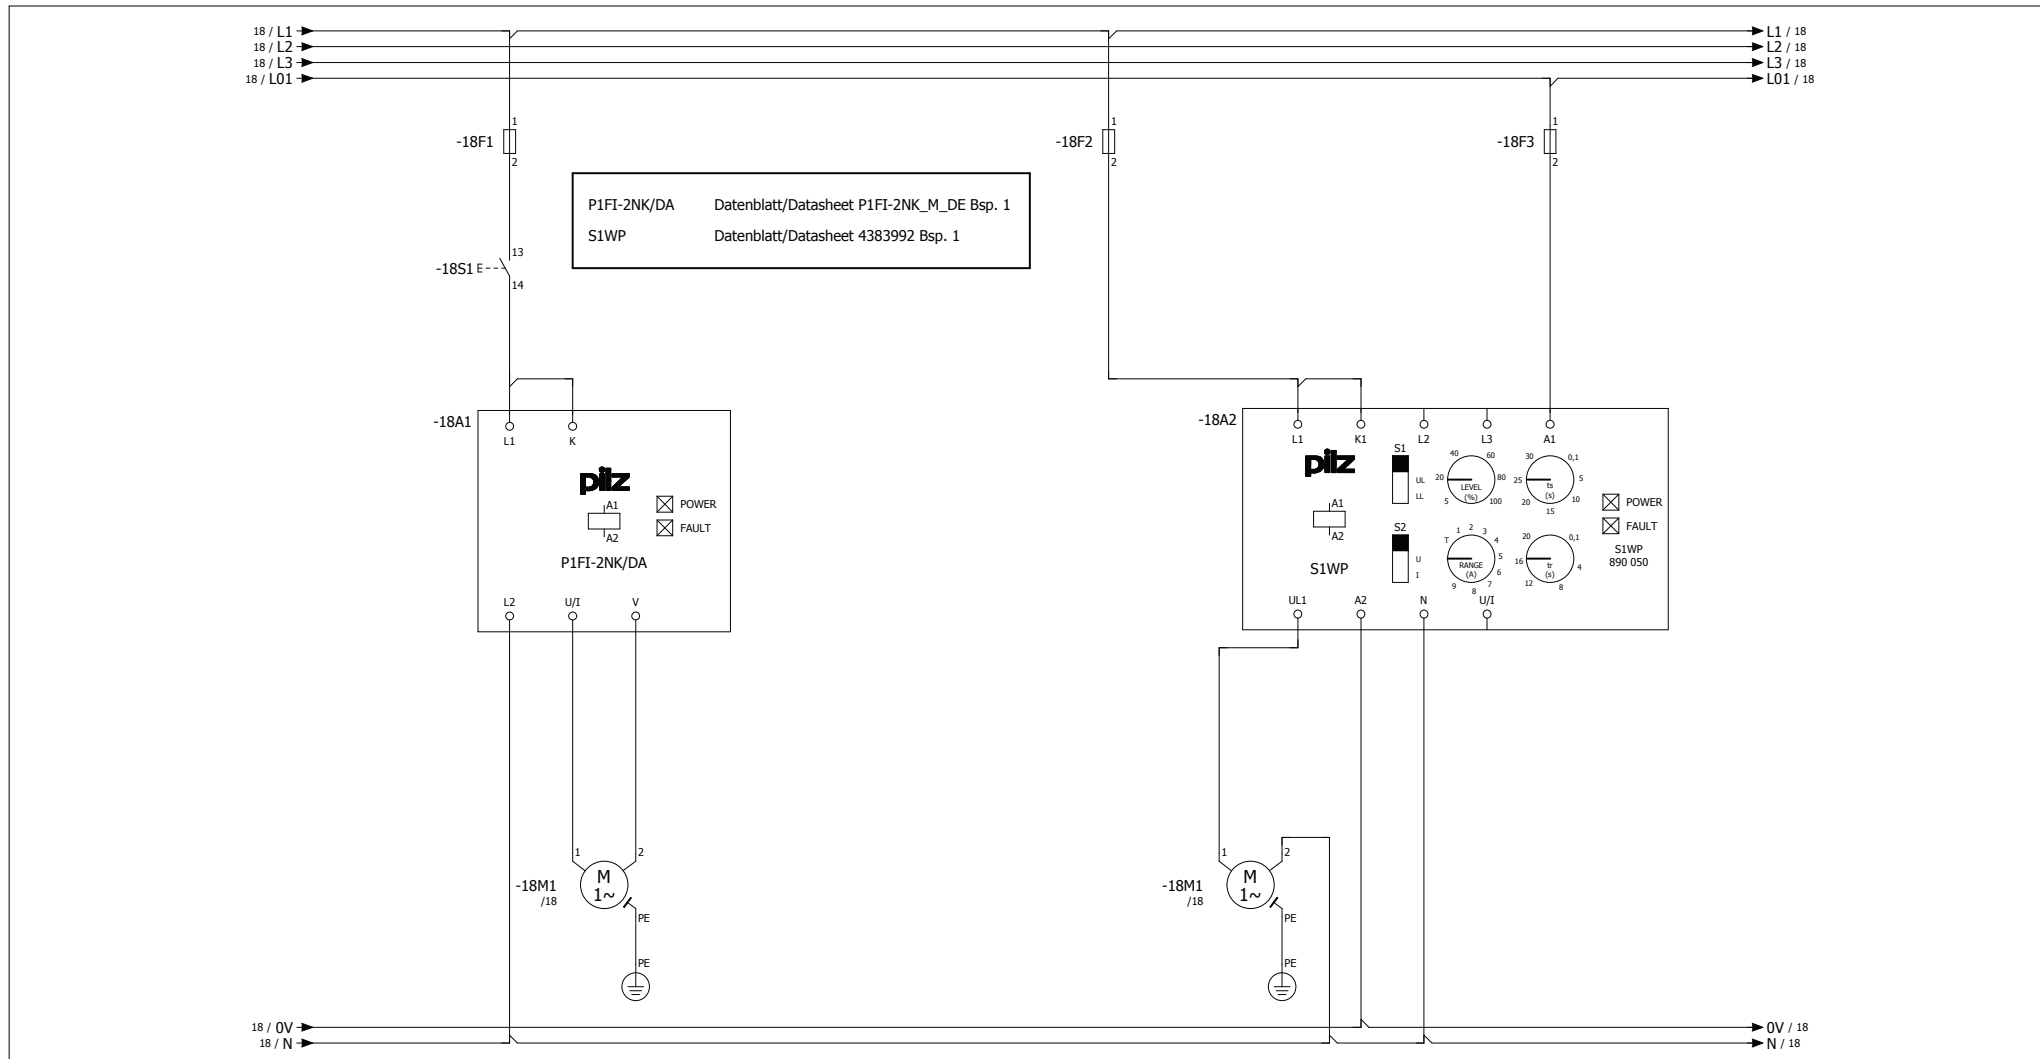 18 / L1
L1 / 18
18 / L2
L2 / 18
18 / L3
L3 / 18
18 / L01
L01 / 18
-18F1
1
2
-18F2
1
2
-18F3
1
2
P1FI-2NK/DA Datenblatt/Datasheet P1FI-2NK_M_DE Bsp. 1
S1WP Datenblatt/Datasheet 4383992 Bsp. 1
-18S1 E
13
14
-18A1
L1 K
pilz
A1
A2
POWER
FAULT
P1FI-2NK/DA
L2 U/I V
-18A2
L1 K1 L2 L3 A1
pilz
A1
A2
S1WP
S1
UL
LL
S2
U
I
5 20 40 60 80 100
LEVEL
(%)
0,1 5 10 15 20 25 30
ts
(s)
T 1 2 3 4 5 6 7 8 9
RANGE
(A)
0,1 4 8 12 16 20
tr
(s)
POWER
FAULT
S1WP
890 050
UL1 A2 N U/I
-18M1
/18
1 2
M
1~
PE
PE
-18M1
/18
1 2
M
1~
PE
PE
18 / 0V
0V / 18
18 / N
N / 18